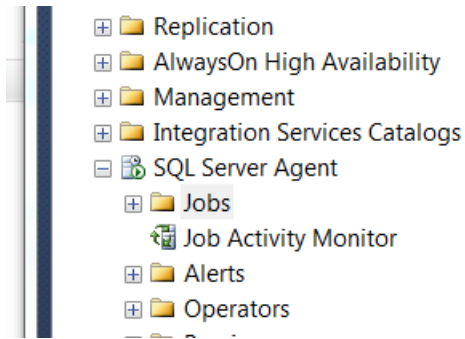 Replication
AlwaysOn High Availability
Management
Integration Services Catalogs
SQL Server Agent
Jobs
Job Activity Monitor
Alerts
Operators